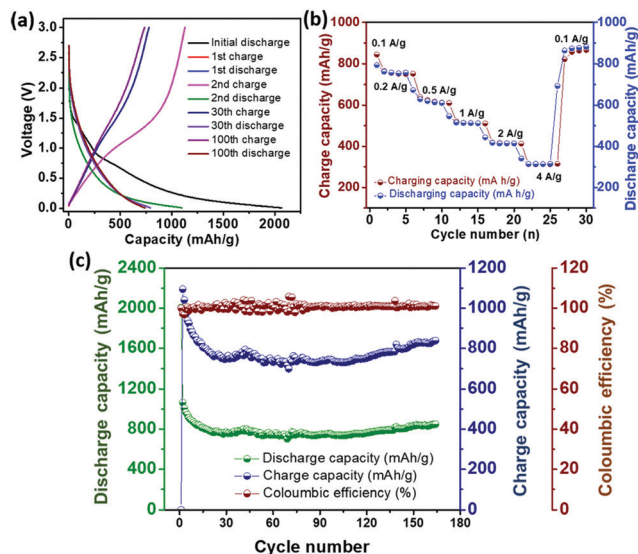 (a)
3.0
2.5
2.0
1.5
1.0
0.5
0.0
Voltage (V)
Initial discharge
1st charge
1st discharge
2nd charge
2nd discharge
30th charge
30th discharge
100th charge
100th discharge
0 500 1000 1500 2000
Capacity (mAh/g)
(b)
1000
800
600
400
200
Charge capacity (mAh/g)
0.1 A/g
0.2 A/g
0.5 A/g
1 A/g
2 A/g
4 A/g
0.1 A/g
Charging capacity (mA h/g)
Discharging capacity (mA h/g)
0 5 10 15 20 25 30
Cycle number (n)
1000
900
800
700
600
500
400
300
200
100
Discharge capacity (mAh/g)
(c)
2400
2000
1600
1200
800
400
0
Discharge capacity (mAh/g)
Discharge capacity (mAh/g)
Charge capacity (mAh/g)
Coloumbic efficiency (%)
0 30 60 90 120 150 180
Cycle number
1200
1000
800
600
400
200
0
Charge capacity (mAh/g)
120
100
80
60
40
20
0
Coloumbic efficiency (%)